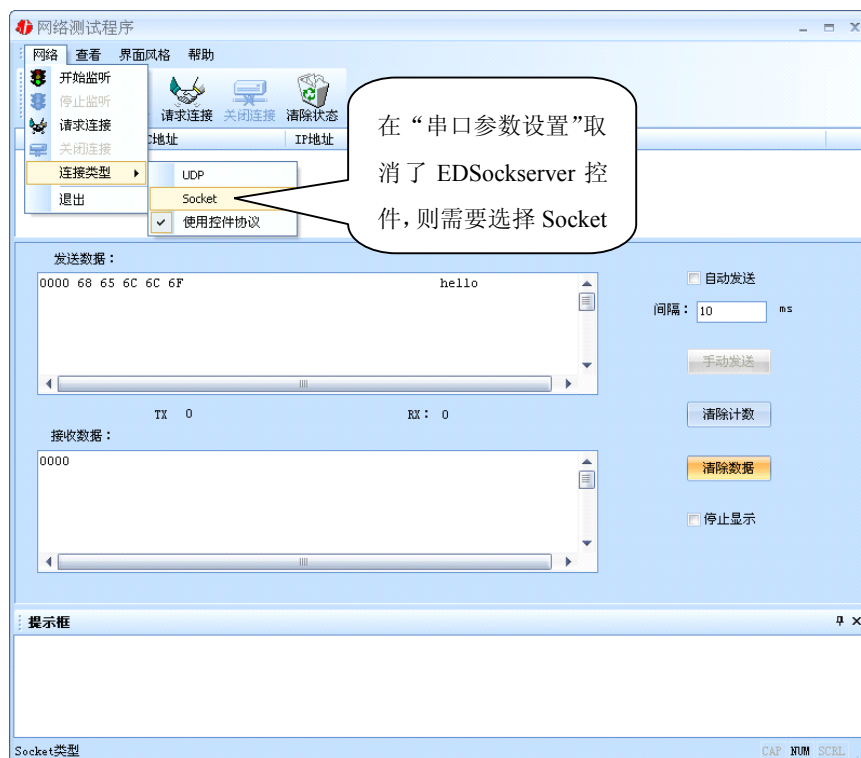 网络测试程序
网络 查看 界面风格 帮助
开始监听
停止监听
请求连接
关闭连接
连接类型
退出
请求连接 关闭连接 清除状态
C地址 IP地址
UDP
Socket
使用控件协议
在“串口参数设置”取
消了 EDSockserver 控
件，则需要选择 Socket
发送数据：
0000 68 65 6C 6C 6F hello
自动发送
间隔： 10 ms
手动发送
TX 0 RX： 0
清除计数
接收数据：
0000
清除数据
停止显示
提示框
Socket类型
CAP NUM SCRL